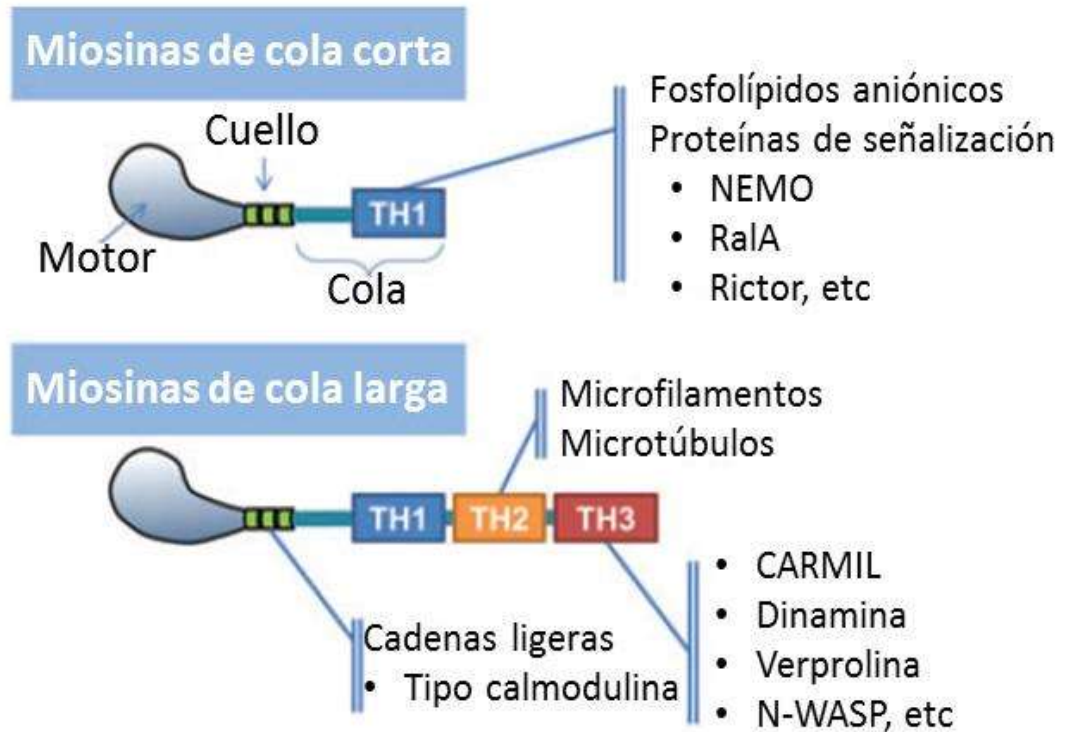 Miosinas de cola corta
Cuello
Motor
TH1
Cola
Fosfolípidos aniónicos
Proteínas de señalización
• NEMO
• RalA
• Rictor, etc
Miosinas de cola larga
Microfilamentos
Microtúbulos
TH1 TH2 TH3
Cadenas ligeras
• Tipo calmodulina
• CARMIL
• Dinamina
• Verprolina
• N-WASP, etc